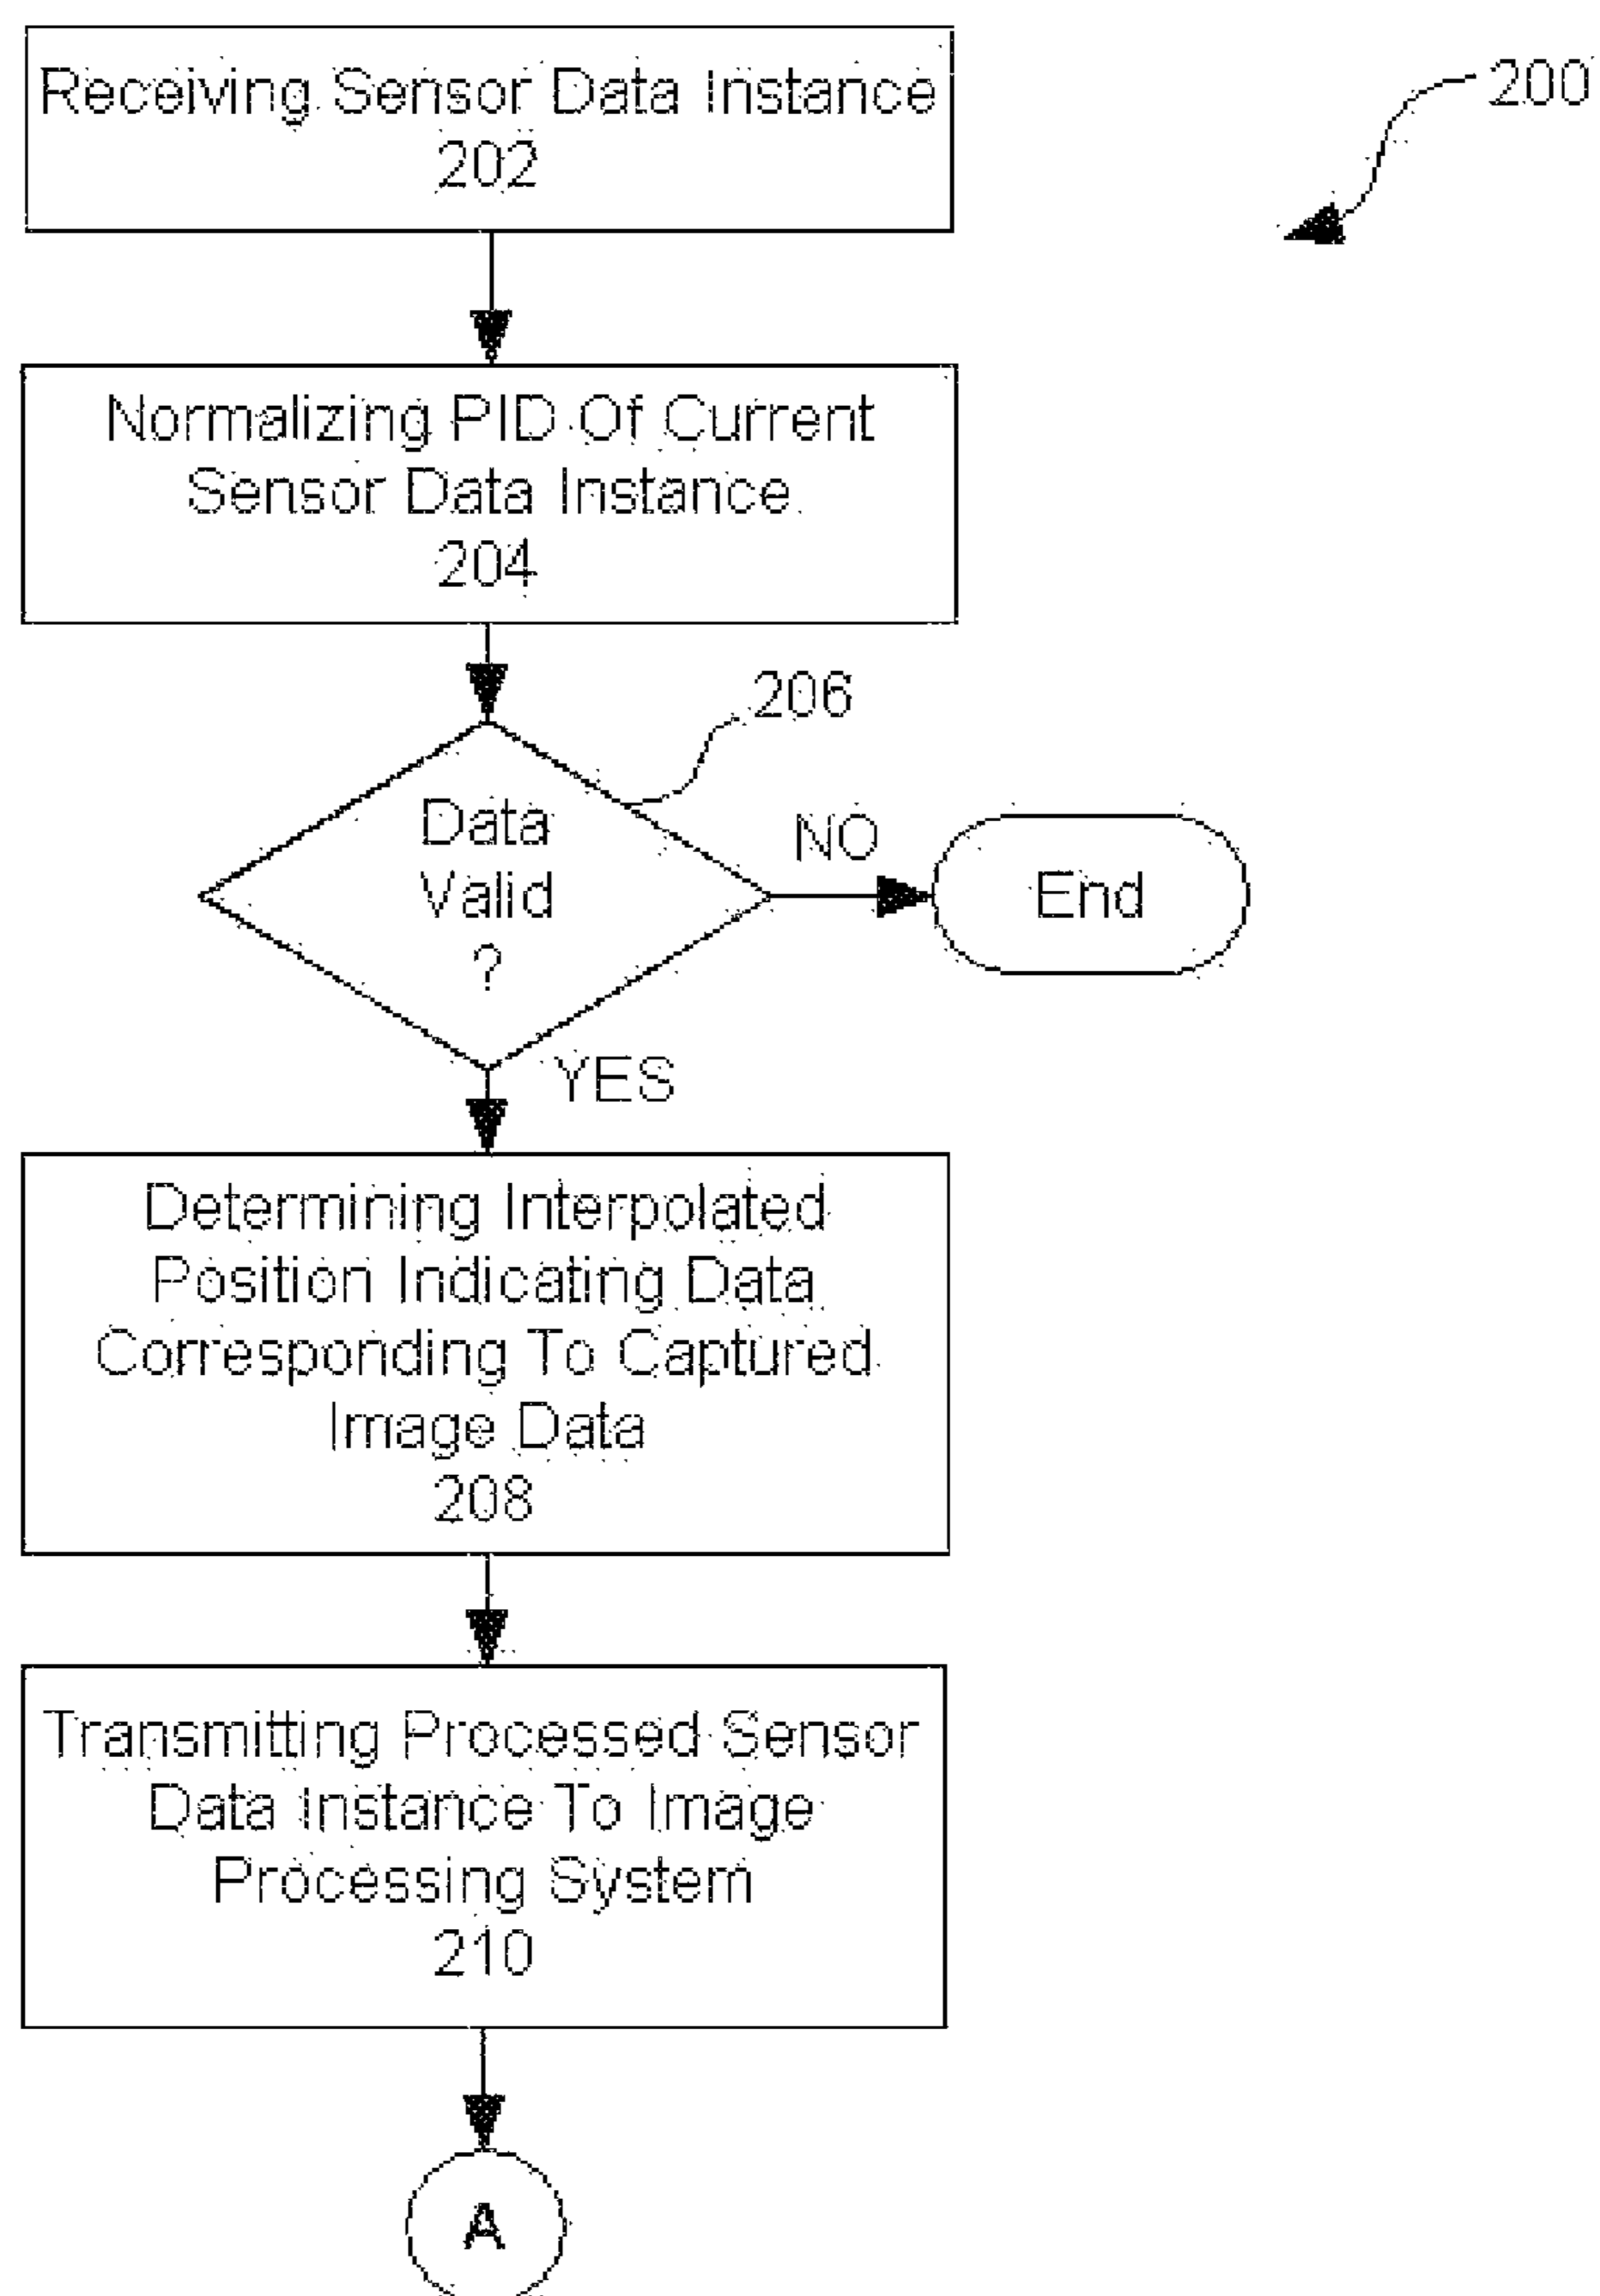 Receiving Sensor Data Instance
202
200
Normalizing PID Of Current
Sensor Data Instance
204
206
Data
Valid
?
NO
End
YES
Determining Interpolated
Position Indicating Data
Corresponding To Captured
Image Data
208
Transmitting Processed Sensor
Data Instance To Image
Processing System
210
A